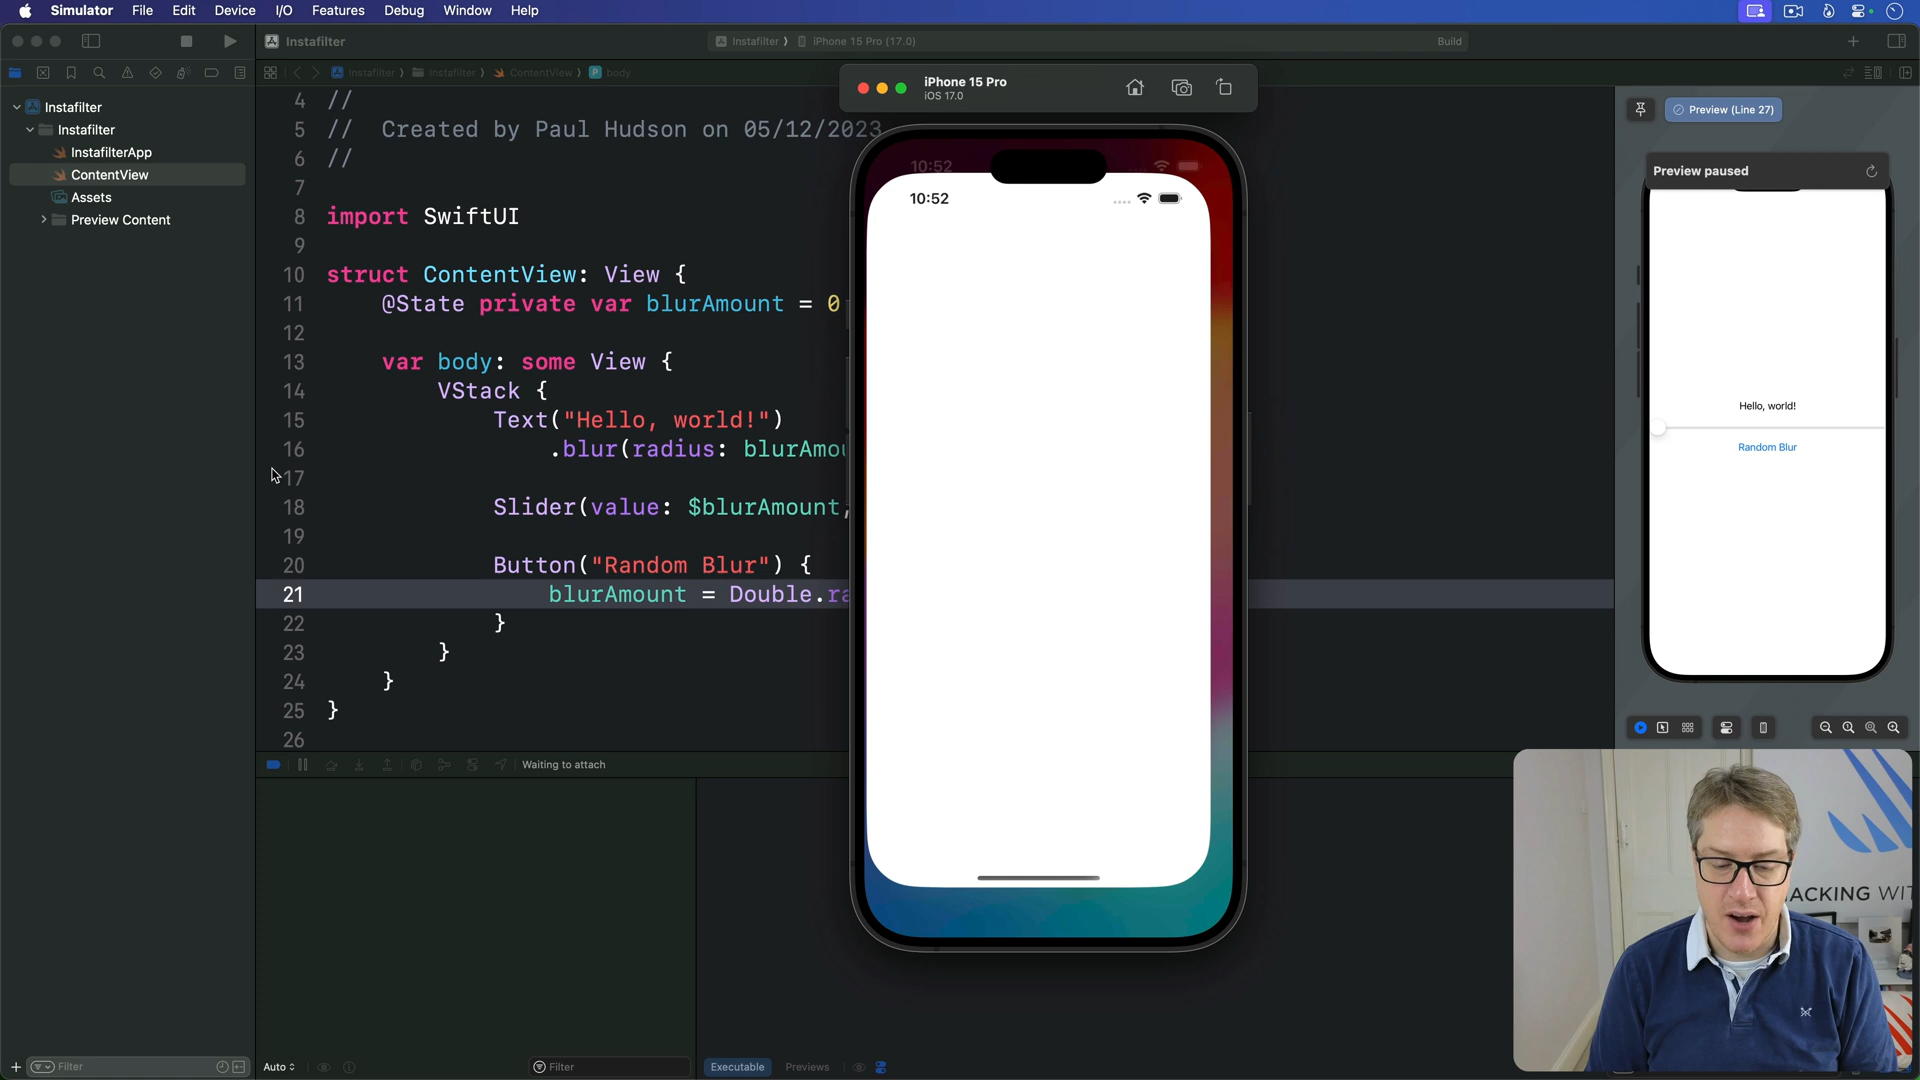 Simulator File Edit Device I/O Features Debug Window Help
Instafilter
Instafilter iPhone 15 Pro (17.0)
Build
Instafilter Instafilter ContentView body
iPhone 15 Pro
iOS 17.0
Instafilter
Instafilter
InstafilterApp
ContentView
Assets
Preview Content
4 //
5 // Created by Paul Hudson on 05/12/2023
6 //
7
8 import SwiftUI
9
10 struct ContentView: View {
11 @State private var blurAmount = 0
12
13 var body: some View {
14 VStack {
15 Text("Hello, world!")
16 .blur(radius: blurAmou
17
18 Slider(value: $blurAmount,
19
20 Button("Random Blur") {
21 blurAmount = Double.ra
22 }
23 }
24 }
25 }
26
10:52
10:52
Preview (Line 27)
Preview paused
Hello, world!
Random Blur
Waiting to attach
ACKING WIT
Filter
Auto
Filter
Executable Previews